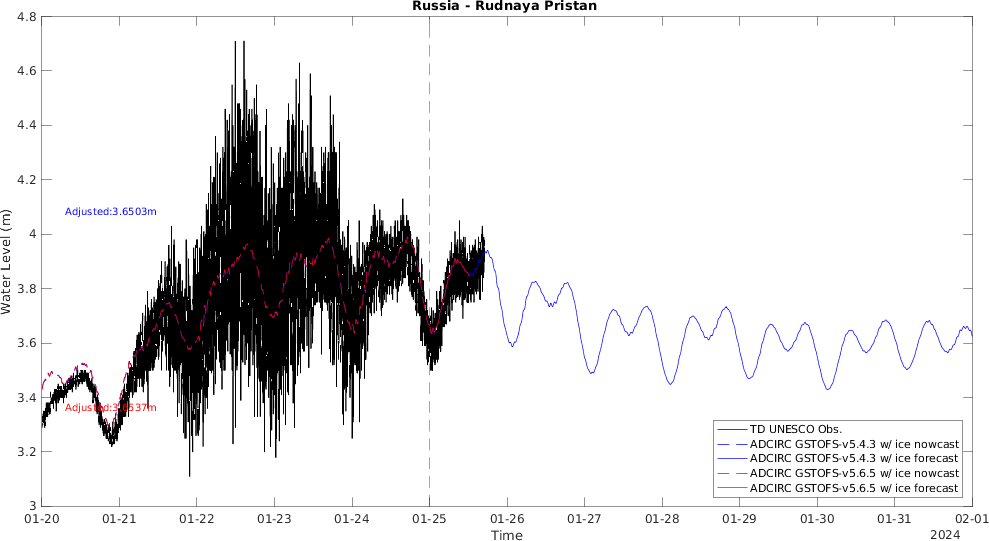 Russia - Rudnaya Pristan
4.8
4.6
4.4
4.2
4
3.8
3.6
3.4
3.2
3
Water Level (m)
Adjusted:3.6503m
TD UNESCO Obs.
ADCIRC GSTOFS-v5.4.3 w/ ice nowcast
ADCIRC GSTOFS-v5.4.3 w/ ice forecast
ADCIRC GSTOFS-v5.6.5 w/ ice nowcast
ADCIRC GSTOFS-v5.6.5 w/ ice forecast
01-20 01-21 01-22 01-23 01-24 01-25 01-26 01-27 01-28 01-29 01-30 01-31 02-01
Time
2024